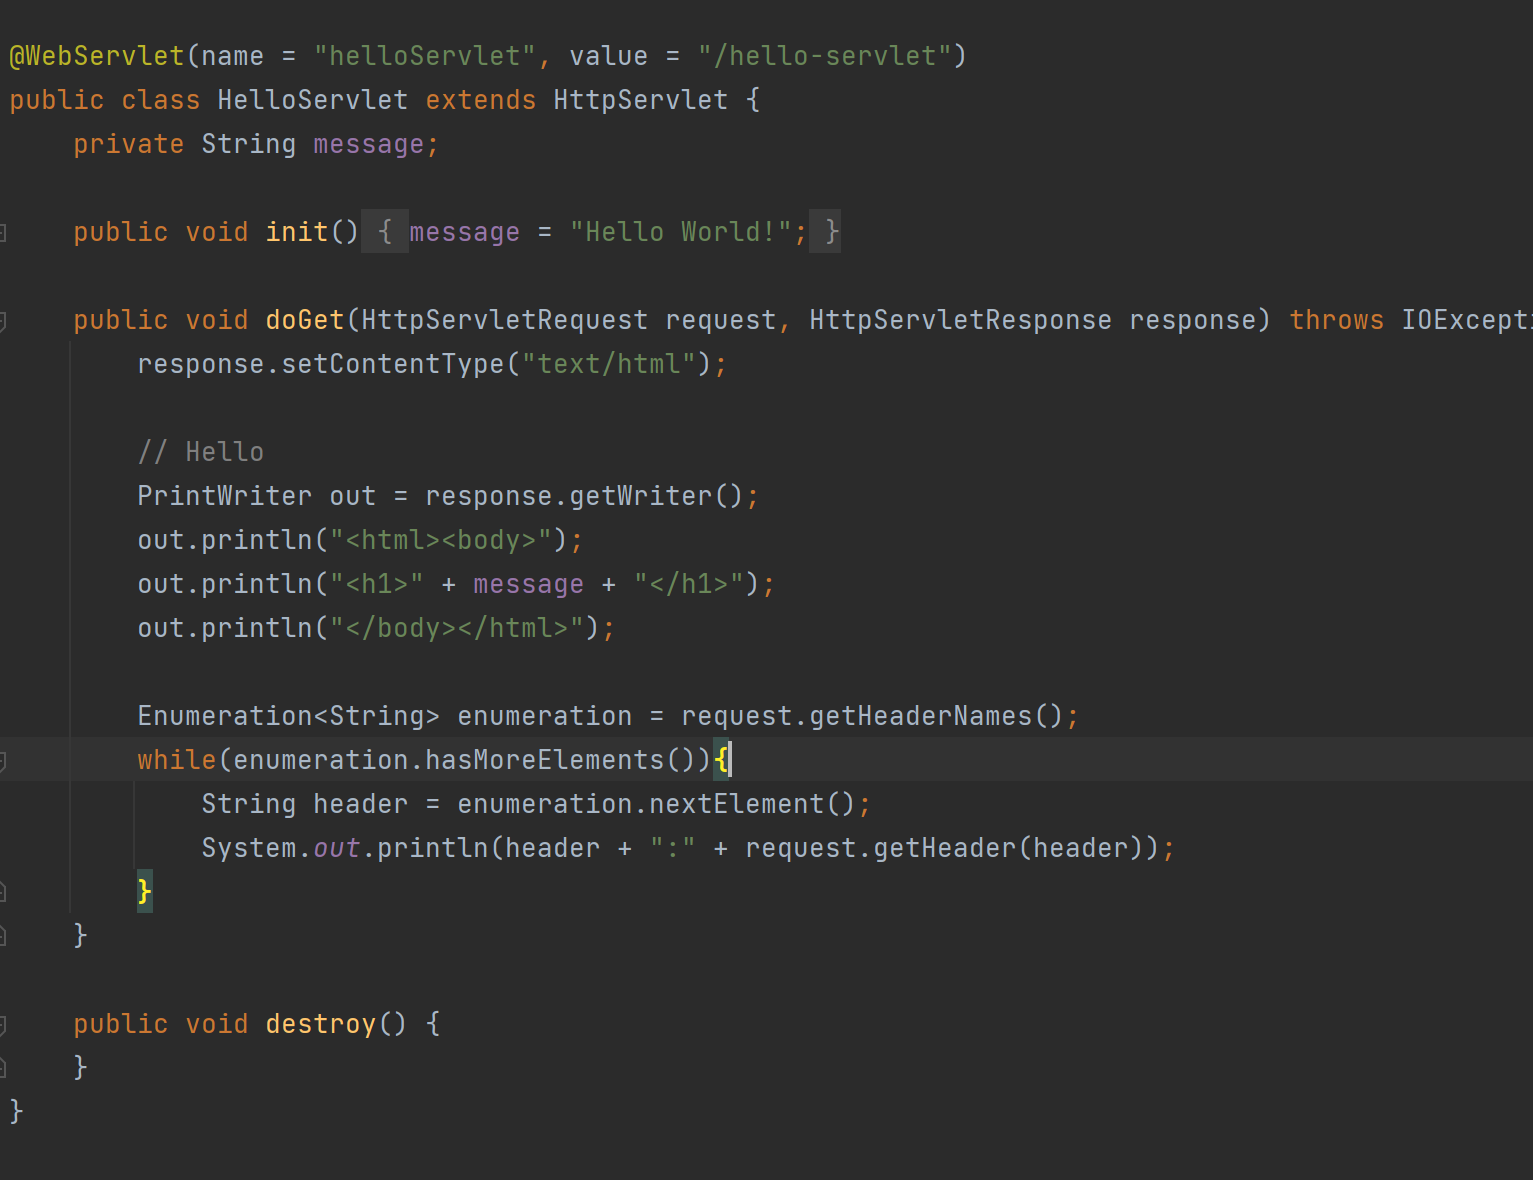 @WebServlet(name = "helloServlet", value = "/hello-servlet")
public class HelloServlet extends HttpServlet {
    private String message;
    public void init() { message = "Hello World!"; }
    public void doGet(HttpServletRequest request, HttpServletResponse response) throws IOExcepti
        response.setContentType("text/html");
        // Hello
        PrintWriter out = response.getWriter();
        out.println("<html><body>");
        out.println("<h1>" + message + "</h1>");
        out.println("</body></html>");
        Enumeration<String> enumeration = request.getHeaderNames();
        while(enumeration.hasMoreElements()){
            String header = enumeration.nextElement();
            System.out.println(header + ":" + request.getHeader(header));
        }
    }
    public void destroy() {
    }
}